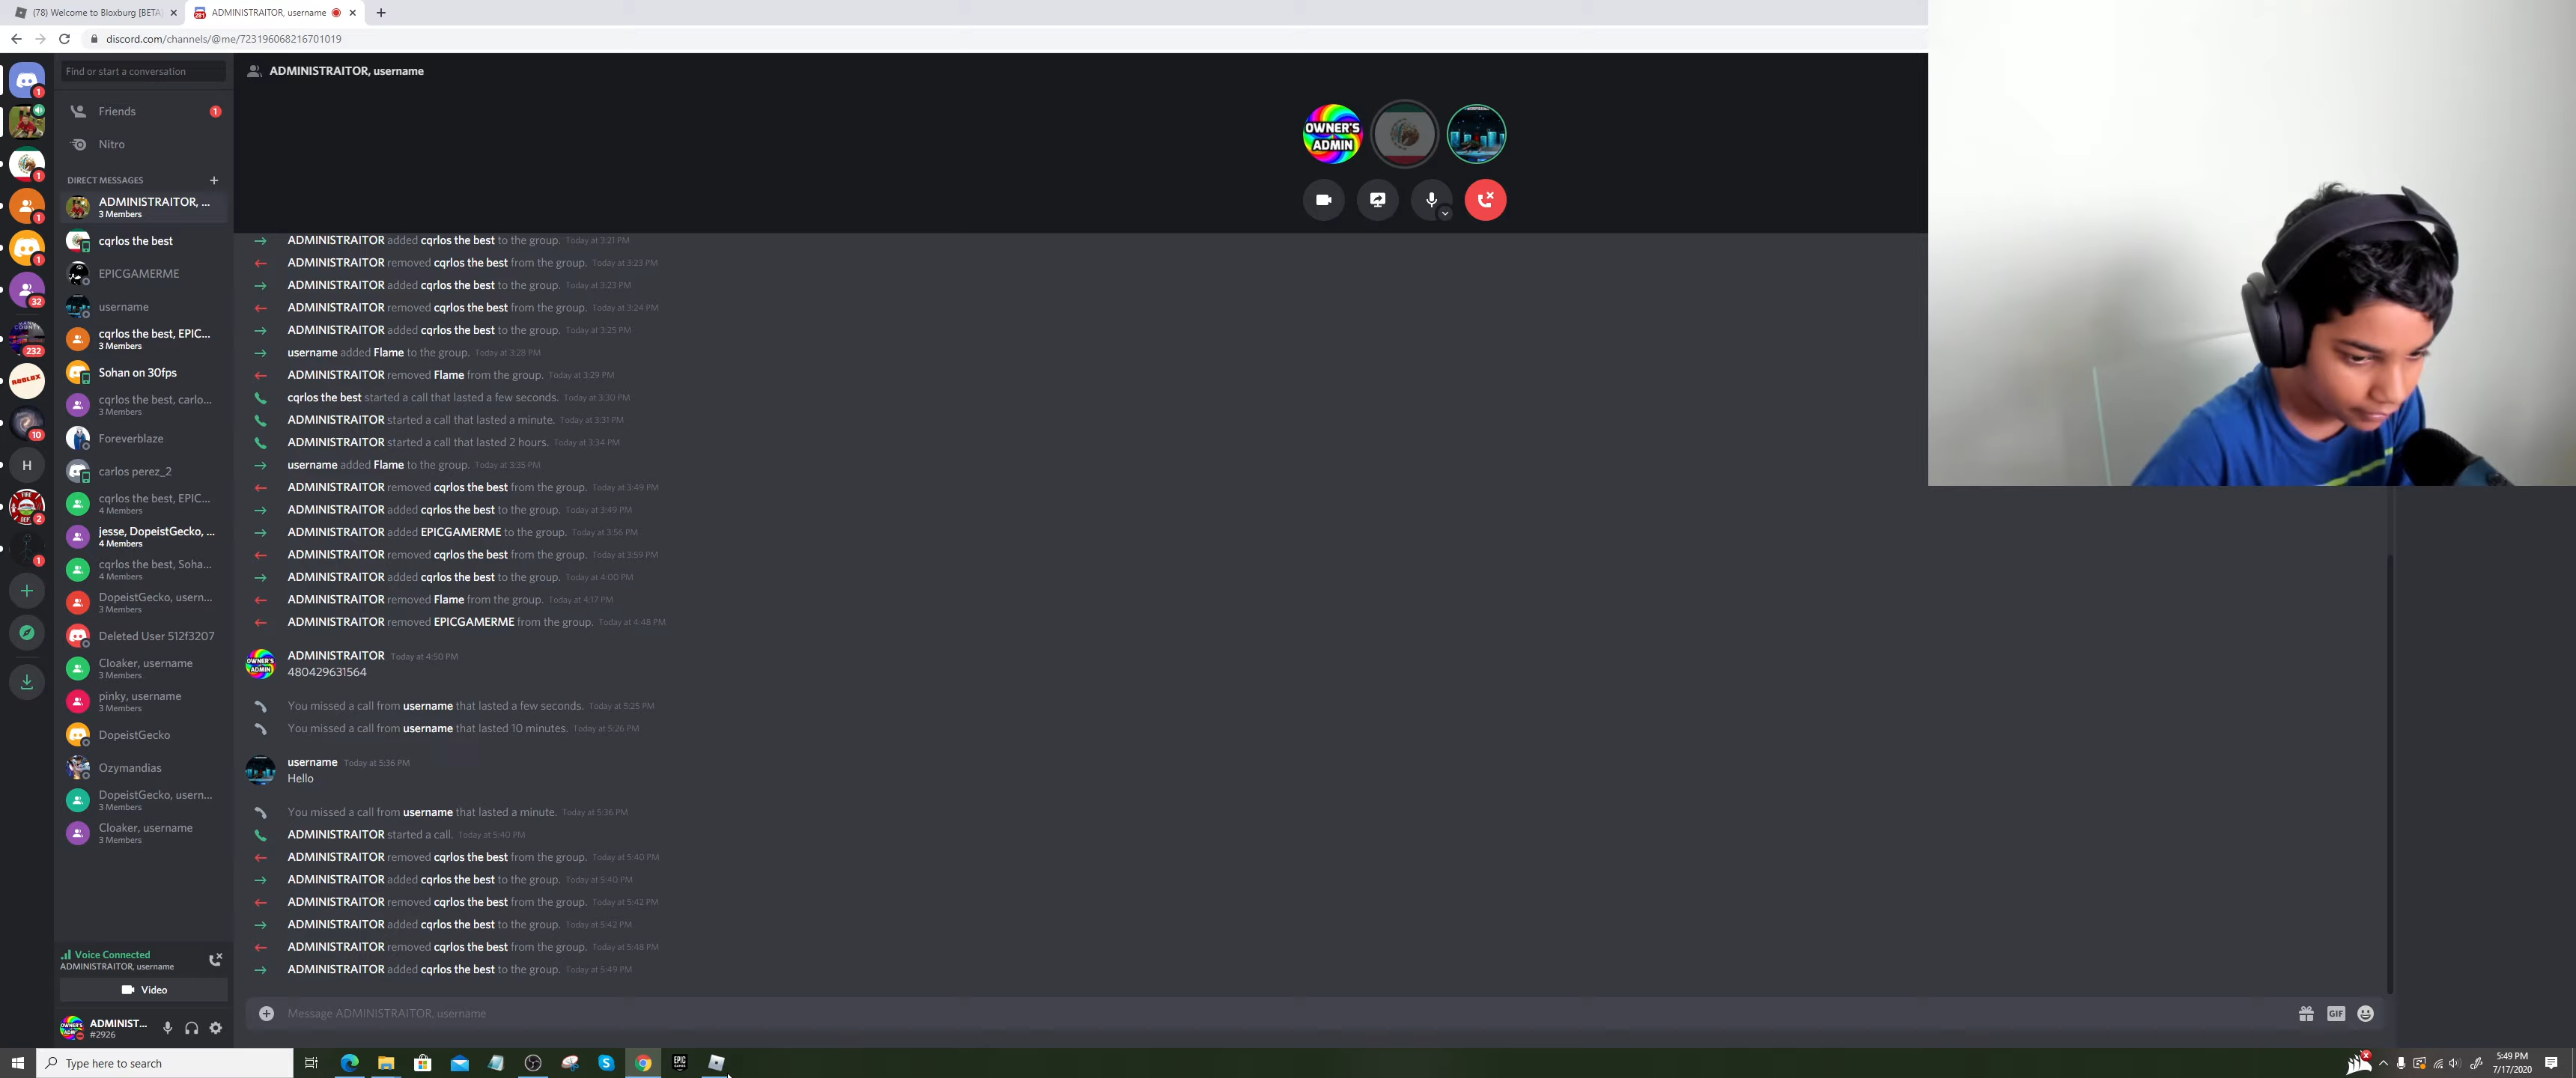 (78) Welcome to Bloxburg [BETA]
281 ADMINISTRAITOR, username
discord.com/channels/@me/723196068216701019
Find or start a conversation
Friends 1
Nitro
DIRECT MESSAGES +
ADMINISTRAITOR, ...
3 Members
cqrlos the best
EPICGAMERME
username
cqrlos the best, EPIC...
3 Members
Sohan on 30fps
cqrlos the best, carlo...
3 Members
Foreverblaze
carlos perez_2
cqrlos the best, EPIC...
4 Members
jesse, DopeistGecko, ...
4 Members
cqrlos the best, Soha...
4 Members
DopeistGecko, usern...
3 Members
Deleted User 512f3207
Cloaker, username
3 Members
pinky, username
3 Members
DopeistGecko
Ozymandias
DopeistGecko, usern...
3 Members
Cloaker, username
3 Members
Voice Connected
ADMINISTRAITOR, username
Video
ADMINIST...
#2926
1
1
1
1
32
232
ROBLOX
10
H
2
1
ADMINISTRAITOR, username
OWNER'S
ADMIN
ADMINISTRAITOR added cqrlos the best to the group. Today at 3:21 PM
ADMINISTRAITOR removed cqrlos the best from the group. Today at 3:23 PM
ADMINISTRAITOR added cqrlos the best to the group. Today at 3:23 PM
ADMINISTRAITOR removed cqrlos the best from the group. Today at 3:24 PM
ADMINISTRAITOR added cqrlos the best to the group. Today at 3:25 PM
username added Flame to the group. Today at 3:28 PM
ADMINISTRAITOR removed Flame from the group. Today at 3:29 PM
cqrlos the best started a call that lasted a few seconds. Today at 3:30 PM
ADMINISTRAITOR started a call that lasted a minute. Today at 3:31 PM
ADMINISTRAITOR started a call that lasted 2 hours. Today at 3:34 PM
username added Flame to the group. Today at 3:35 PM
ADMINISTRAITOR removed cqrlos the best from the group. Today at 3:49 PM
ADMINISTRAITOR added cqrlos the best to the group. Today at 3:49 PM
ADMINISTRAITOR added EPICGAMERME to the group. Today at 3:56 PM
ADMINISTRAITOR removed cqrlos the best from the group. Today at 3:59 PM
ADMINISTRAITOR added cqrlos the best to the group. Today at 4:00 PM
ADMINISTRAITOR removed Flame from the group. Today at 4:17 PM
ADMINISTRAITOR removed EPICGAMERME from the group. Today at 4:48 PM
ADMINISTRAITOR Today at 4:50 PM
480429631564
You missed a call from username that lasted a few seconds. Today at 5:25 PM
You missed a call from username that lasted 10 minutes. Today at 5:26 PM
username Today at 5:36 PM
Hello
You missed a call from username that lasted a minute. Today at 5:36 PM
ADMINISTRAITOR started a call. Today at 5:40 PM
ADMINISTRAITOR removed cqrlos the best from the group. Today at 5:40 PM
ADMINISTRAITOR added cqrlos the best to the group. Today at 5:40 PM
ADMINISTRAITOR removed cqrlos the best from the group. Today at 5:42 PM
ADMINISTRAITOR added cqrlos the best to the group. Today at 5:42 PM
ADMINISTRAITOR removed cqrlos the best from the group. Today at 5:48 PM
ADMINISTRAITOR added cqrlos the best to the group. Today at 5:49 PM
Message ADMINISTRAITOR, username
GIF
Type here to search
EPIC
GAMES
5:49 PM
7/17/2020